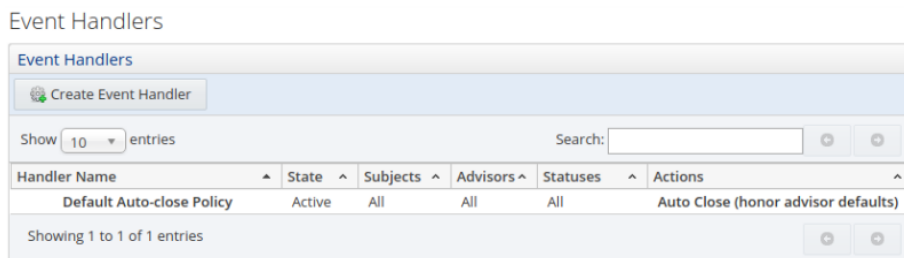 Event Handlers
Event Handlers
Create Event Handler
Show 10 entries Search:
Handler Name State Subjects Advisors Statuses Actions
Default Auto-close Policy Active All All All Auto Close (honor advisor defaults)
Showing 1 to 1 of 1 entries